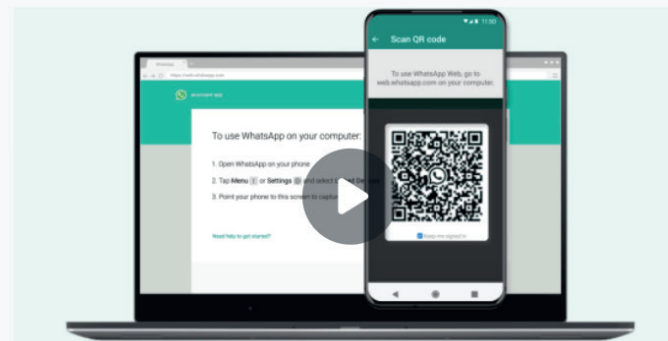 WhatsApp
https://web.whatsapp.com
WHATSAPP WEB
To use WhatsApp on your computer:
1. Open WhatsApp on your phone
2. Tap Menu or Settings and select
3. Point your phone to this screen to captu
Need help to get started?
11:00
Scan QR code
To use WhatsApp Web, go to
web.whatsapp.com on your computer.
Keep me signed in